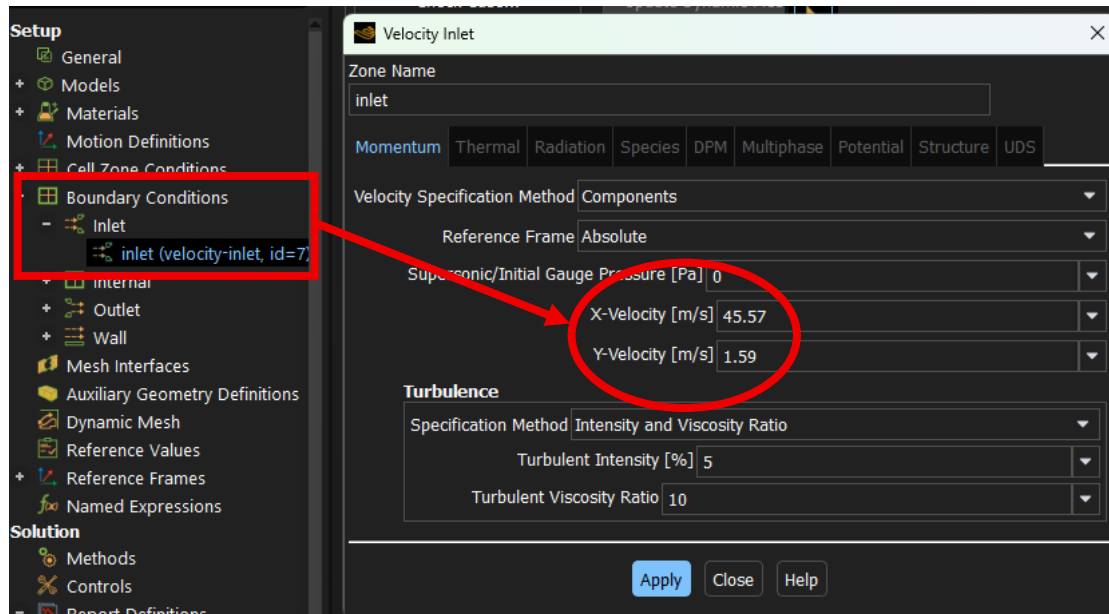 Setup
General
+ Models
+ Materials
Motion Definitions
+ Cell Zone Conditions
Boundary Conditions
- Inlet
inlet (velocity-inlet, id=7)
+ Internal
+ Outlet
+ Wall
Mesh Interfaces
Auxiliary Geometry Definitions
Dynamic Mesh
Reference Values
+ Reference Frames
f(x) Named Expressions
Solution
Methods
Controls
- Report Definitions
Velocity Inlet
Zone Name
inlet
Momentum Thermal Radiation Species DPM Multiphase Potential Structure UDS
Velocity Specification Method Components
Reference Frame Absolute
Supersonic/Initial Gauge Pressure [Pa] 0
X-Velocity [m/s] 45.57
Y-Velocity [m/s] 1.59
Turbulence
Specification Method Intensity and Viscosity Ratio
Turbulent Intensity [%] 5
Turbulent Viscosity Ratio 10
Apply Close Help